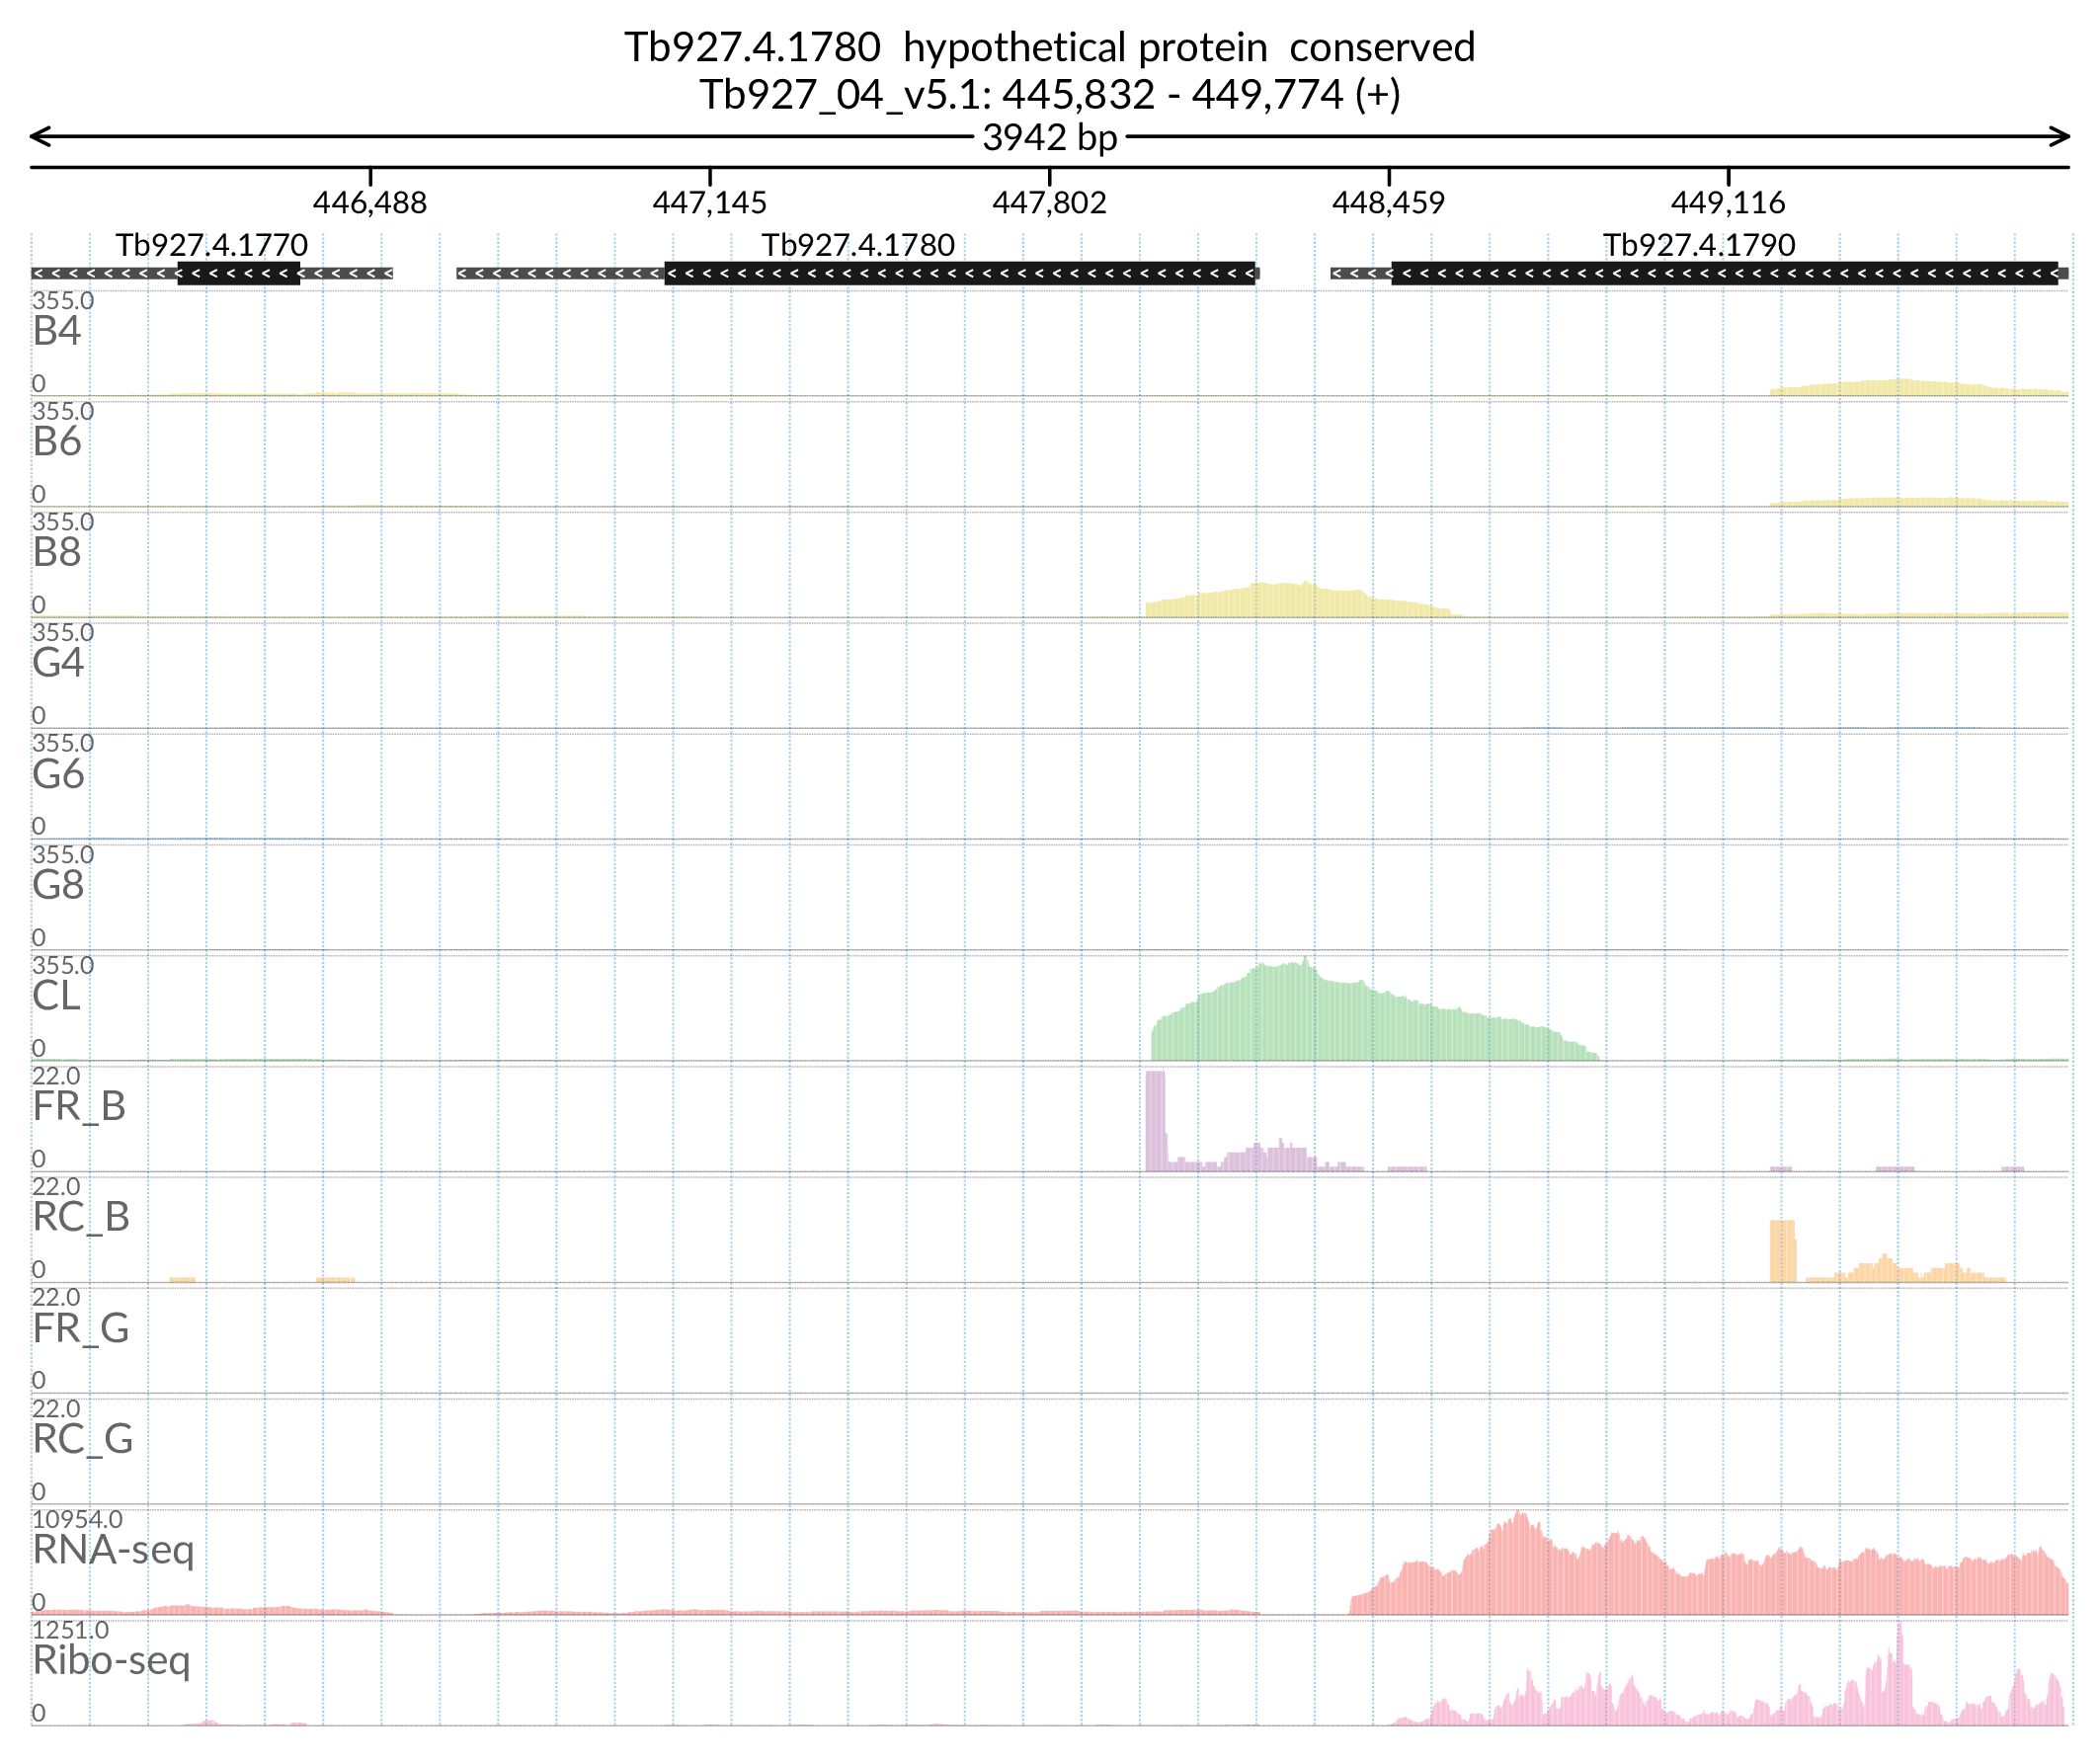 Tb927.4.1780 hypothetical protein conserved
Tb927_04_v5.1: 445,832 - 449,774 (+)
3942 bp
446,488 447,145 447,802 448,459 449,116
Tb927.4.1770 Tb927.4.1780 Tb927.4.1790
355.0
B4
0
355.0
B6
0
355.0
B8
0
355.0
G4
0
355.0
G6
0
355.0
G8
0
355.0
CL
0
22.0
FR_B
0
22.0
RC_B
0
22.0
FR_G
0
22.0
RC_G
0
10954.0
RNA-seq
0
1251.0
Ribo-seq
0